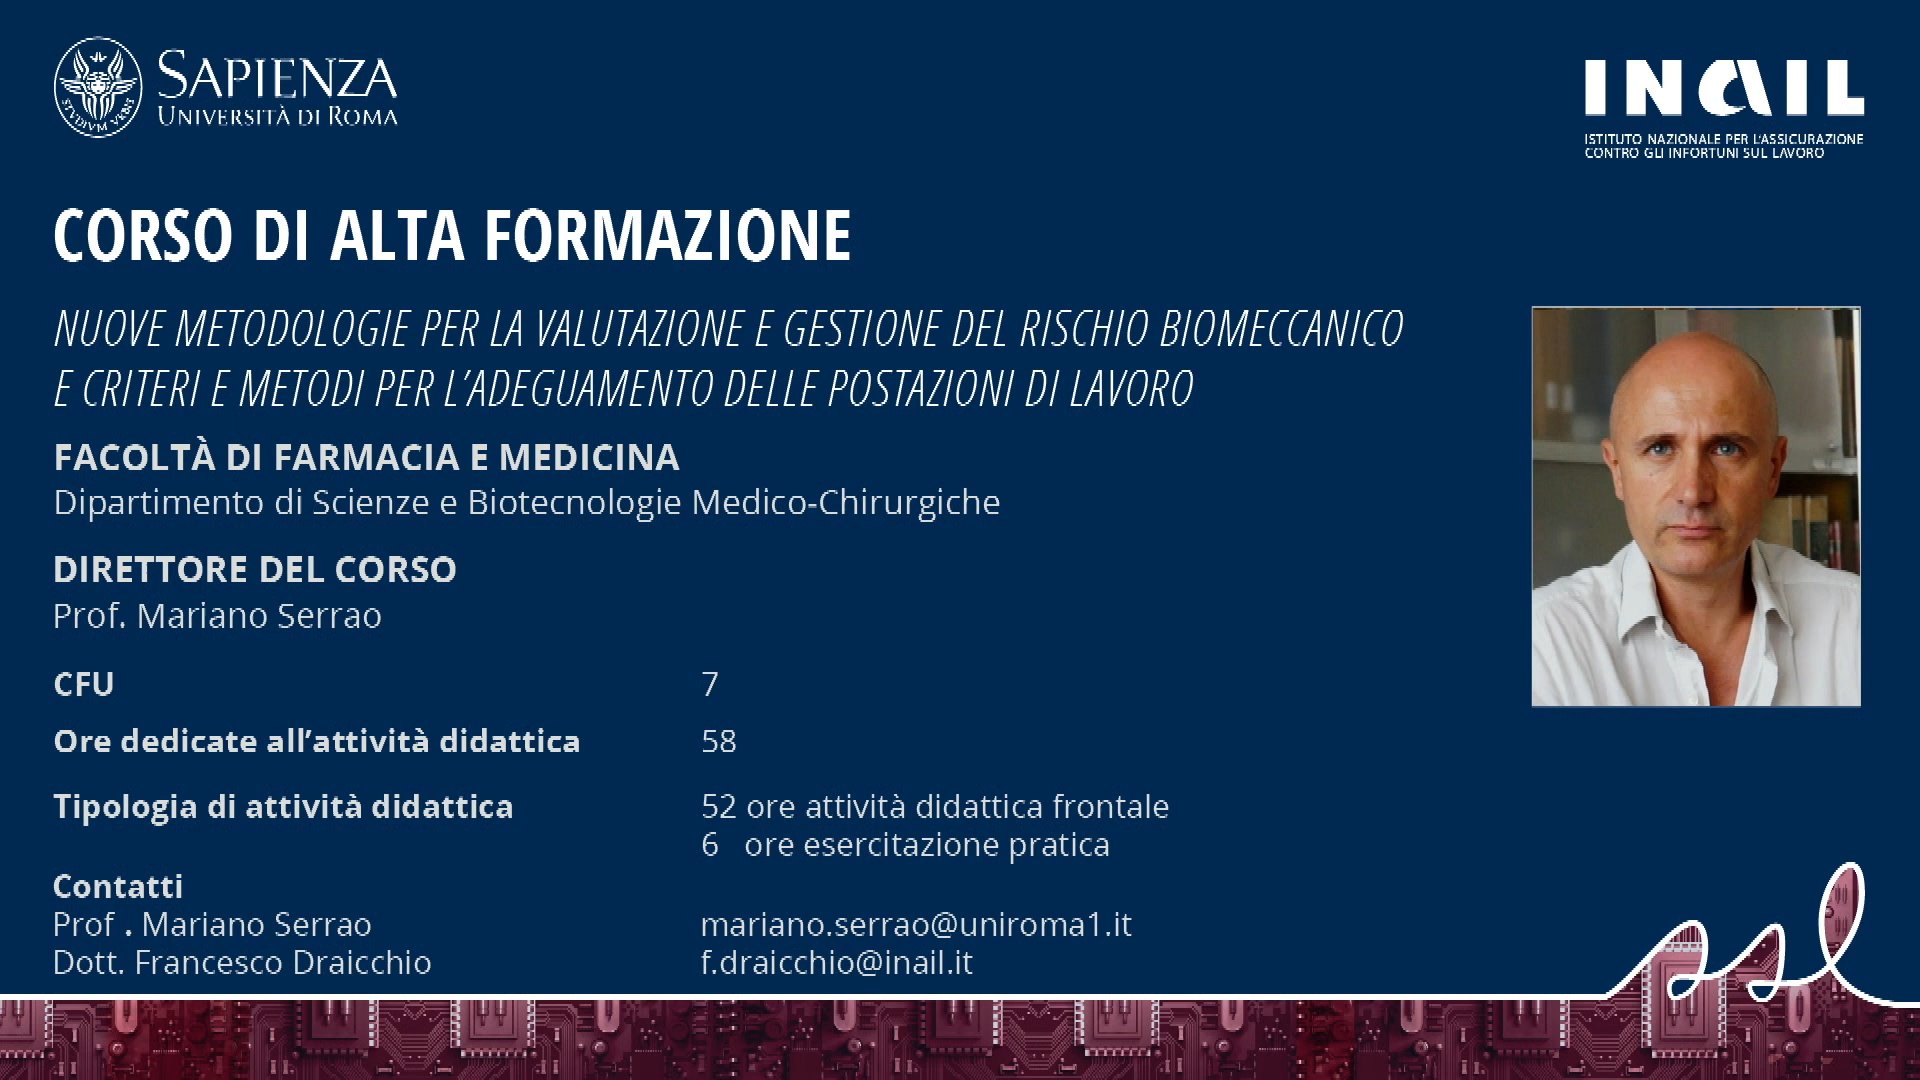 SAPIENZA
UNIVERSITÀ DI ROMA
STVDIVM VRBIS
INAIL
ISTITUTO NAZIONALE PER L'ASSICURAZIONE
CONTRO GLI INFORTUNI SUL LAVORO
CORSO DI ALTA FORMAZIONE
NUOVE METODOLOGIE PER LA VALUTAZIONE E GESTIONE DEL RISCHIO BIOMECCANICO
E CRITERI E METODI PER L’ADEGUAMENTO DELLE POSTAZIONI DI LAVORO
FACOLTÀ DI FARMACIA E MEDICINA
Dipartimento di Scienze e Biotecnologie Medico-Chirurgiche
DIRETTORE DEL CORSO
Prof. Mariano Serrao
CFU 7
Ore dedicate all’attività didattica 58
Tipologia di attività didattica 52 ore attività didattica frontale
6 ore esercitazione pratica
Contatti
Prof . Mariano Serrao mariano.serrao@uniroma1.it
Dott. Francesco Draicchio f.draicchio@inail.it
ssl